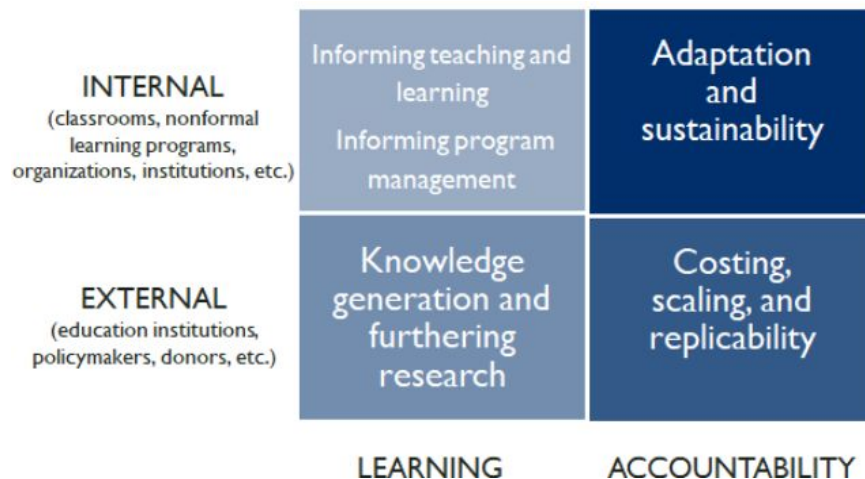 INTERNAL
(classrooms, nonformal
learning programs,
organizations, institutions, etc.)
Informing teaching and
learning
Informing program
management
Adaptation
and
sustainability
EXTERNAL
(education institutions,
policymakers, donors, etc.)
Knowledge
generation and
furthering
research
Costing,
scaling, and
replicability
LEARNING
ACCOUNTABILITY